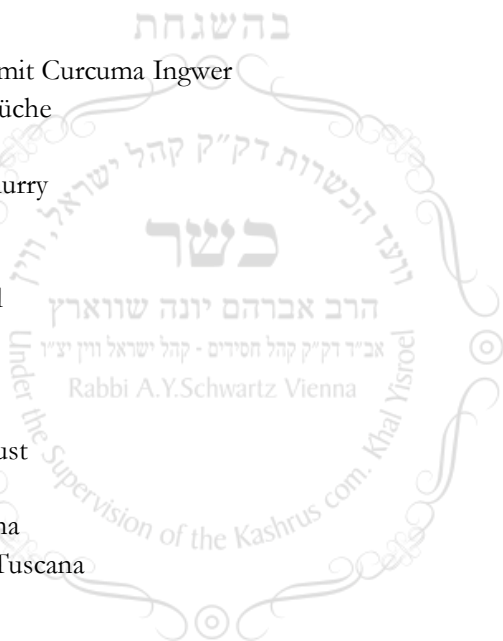 בהשגחת
mit Curcuma Ingwer
üche
urry
l
ust
na
Tuscana
ועד הכשרות דק״ק קהל ישראל, ווין
כשר
הרב אברהם יונה שווארץ
אב״ד דק״ק קהל חסידים - קהל ישראל ווין יצ״ו
Rabbi A.Y.Schwartz Vienna
Under the Supervision of the Kashrus com. Khal Yisroel